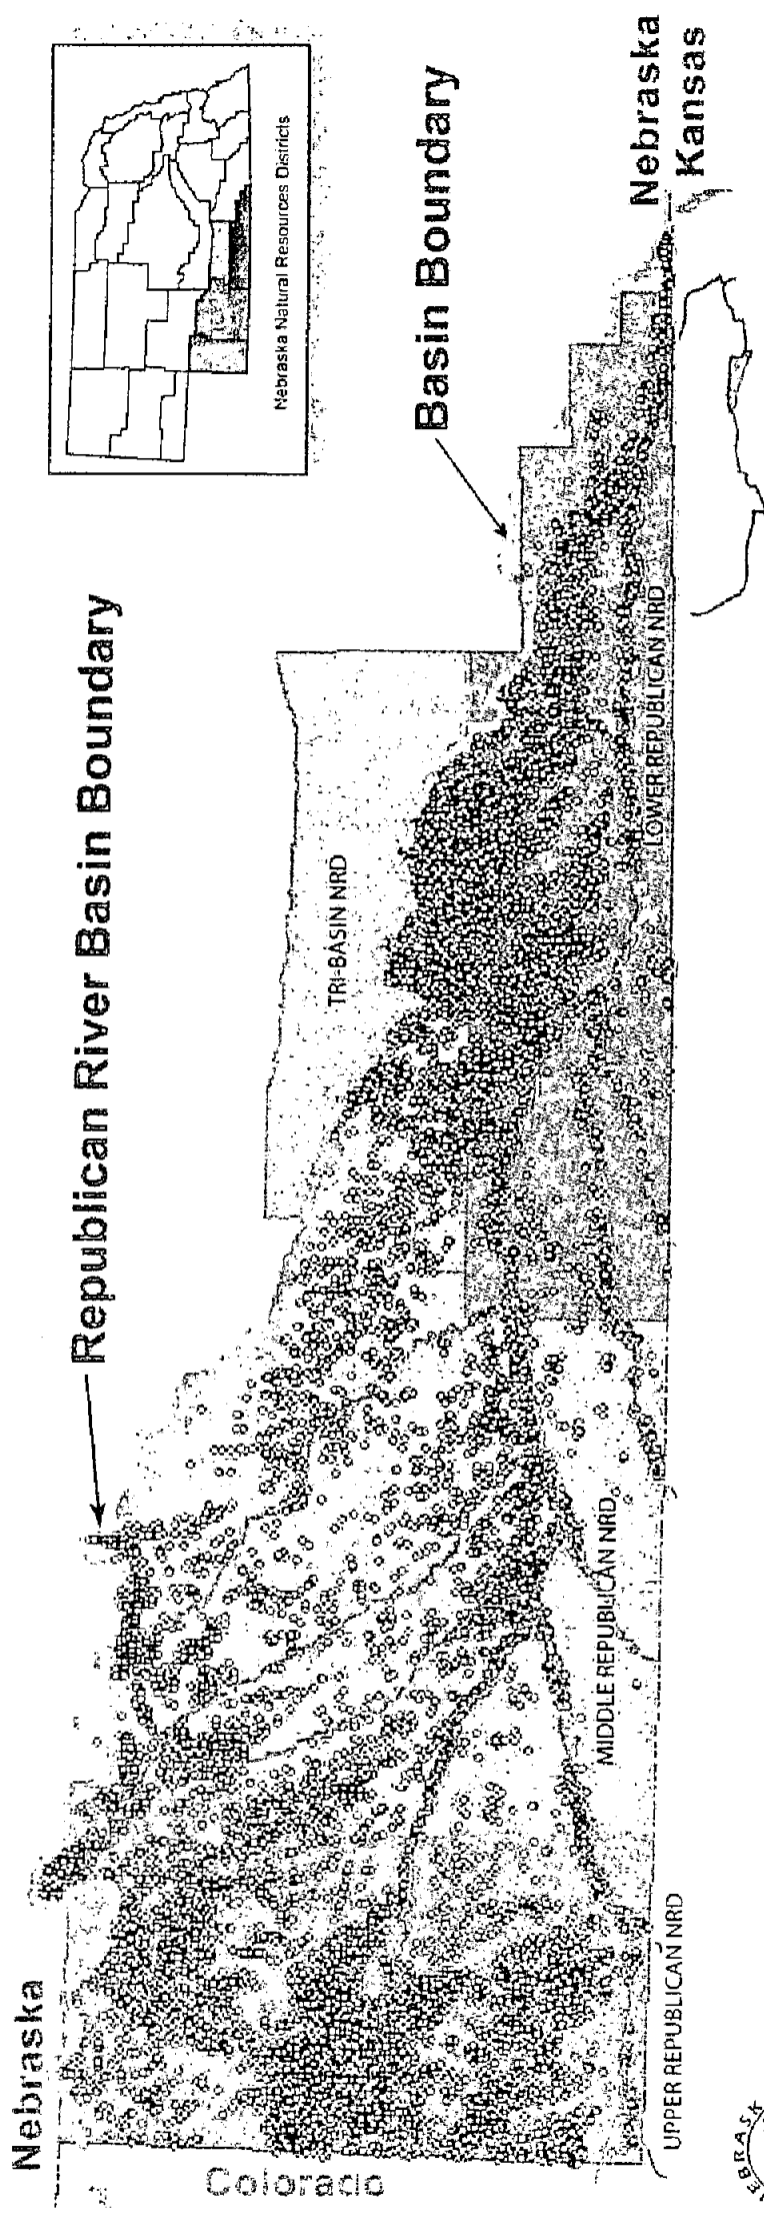 Nebraska
Republican River Basin Boundary
Nebraska Natural Resources Districts
Basin Boundary
Nebraska
Kansas
Colorado
TRI-BASIN NRD
LOWER REPUBLICAN NRD
MIDDLE REPUBLICAN NRD
UPPER REPUBLICAN NRD